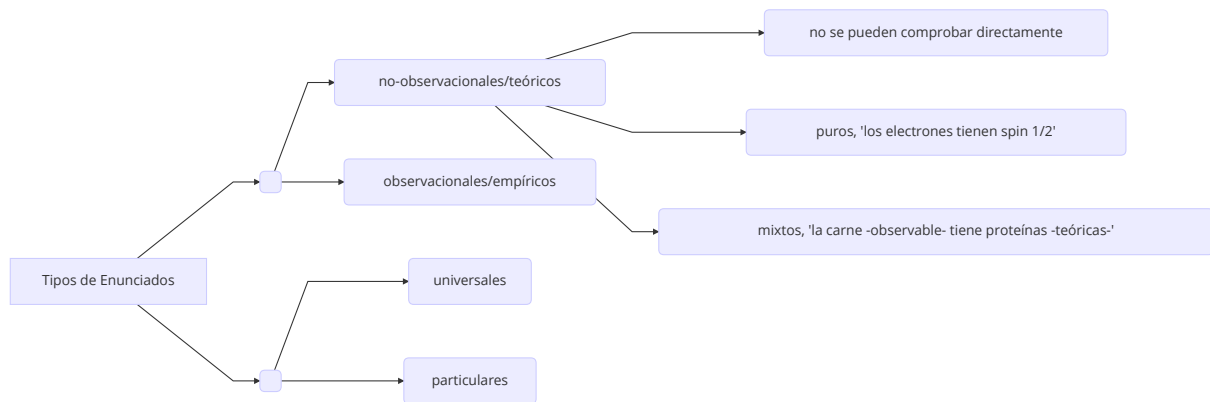 no se pueden comprobar directamente
no-observacionales/teóricos
puros, 'los electrones tienen spin 1/2'
observacionales/empíricos
mixtos, 'la carne -observable- tiene proteínas -teóricas-'
Tipos de Enunciados
universales
particulares